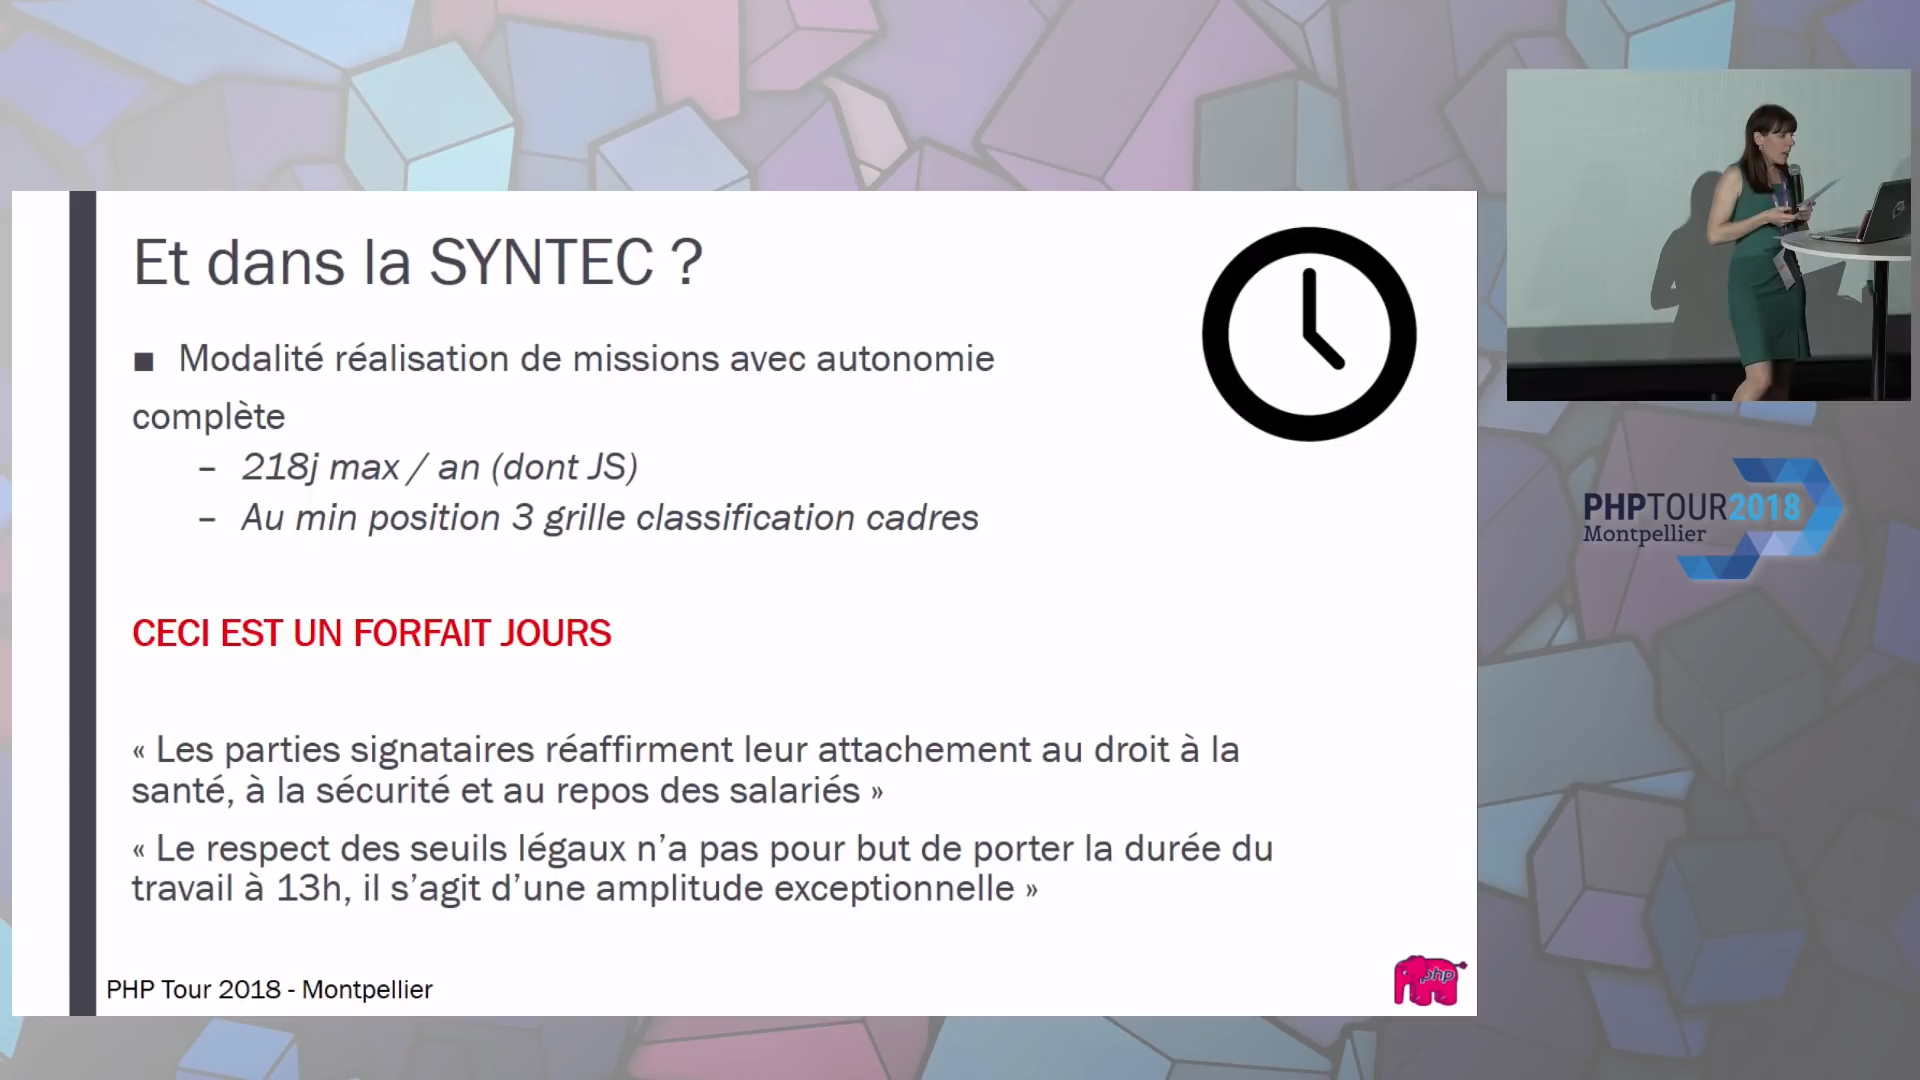 Et dans la SYNTEC ?
■ Modalité réalisation de missions avec autonomie
complète
– 218j max / an (dont JS)
– Au min position 3 grille classification cadres
CECI EST UN FORFAIT JOURS
« Les parties signataires réaffirment leur attachement au droit à la
santé, à la sécurité et au repos des salariés »
« Le respect des seuils légaux n’a pas pour but de porter la durée du
travail à 13h, il s’agit d’une amplitude exceptionnelle »
PHP Tour 2018 - Montpellier
php
PHPTOUR2018
Montpellier